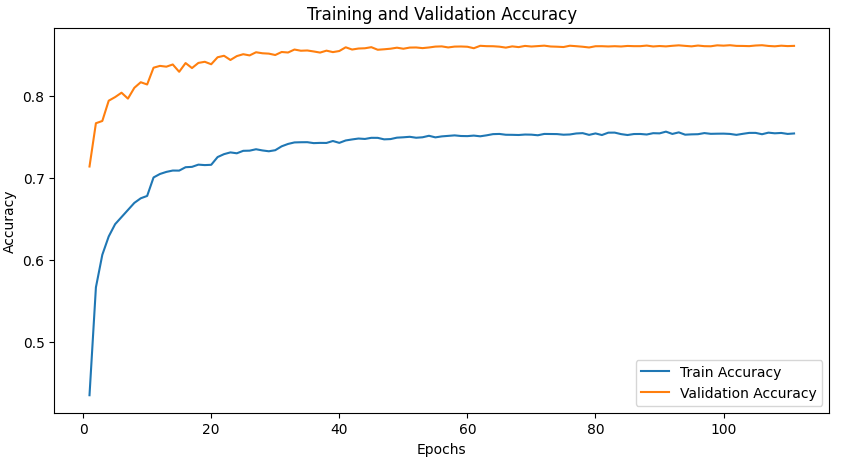 Training and Validation Accuracy
Accuracy
0.8
0.7
0.6
0.5
Train Accuracy
Validation Accuracy
0
20
40
60
80
100
Epochs